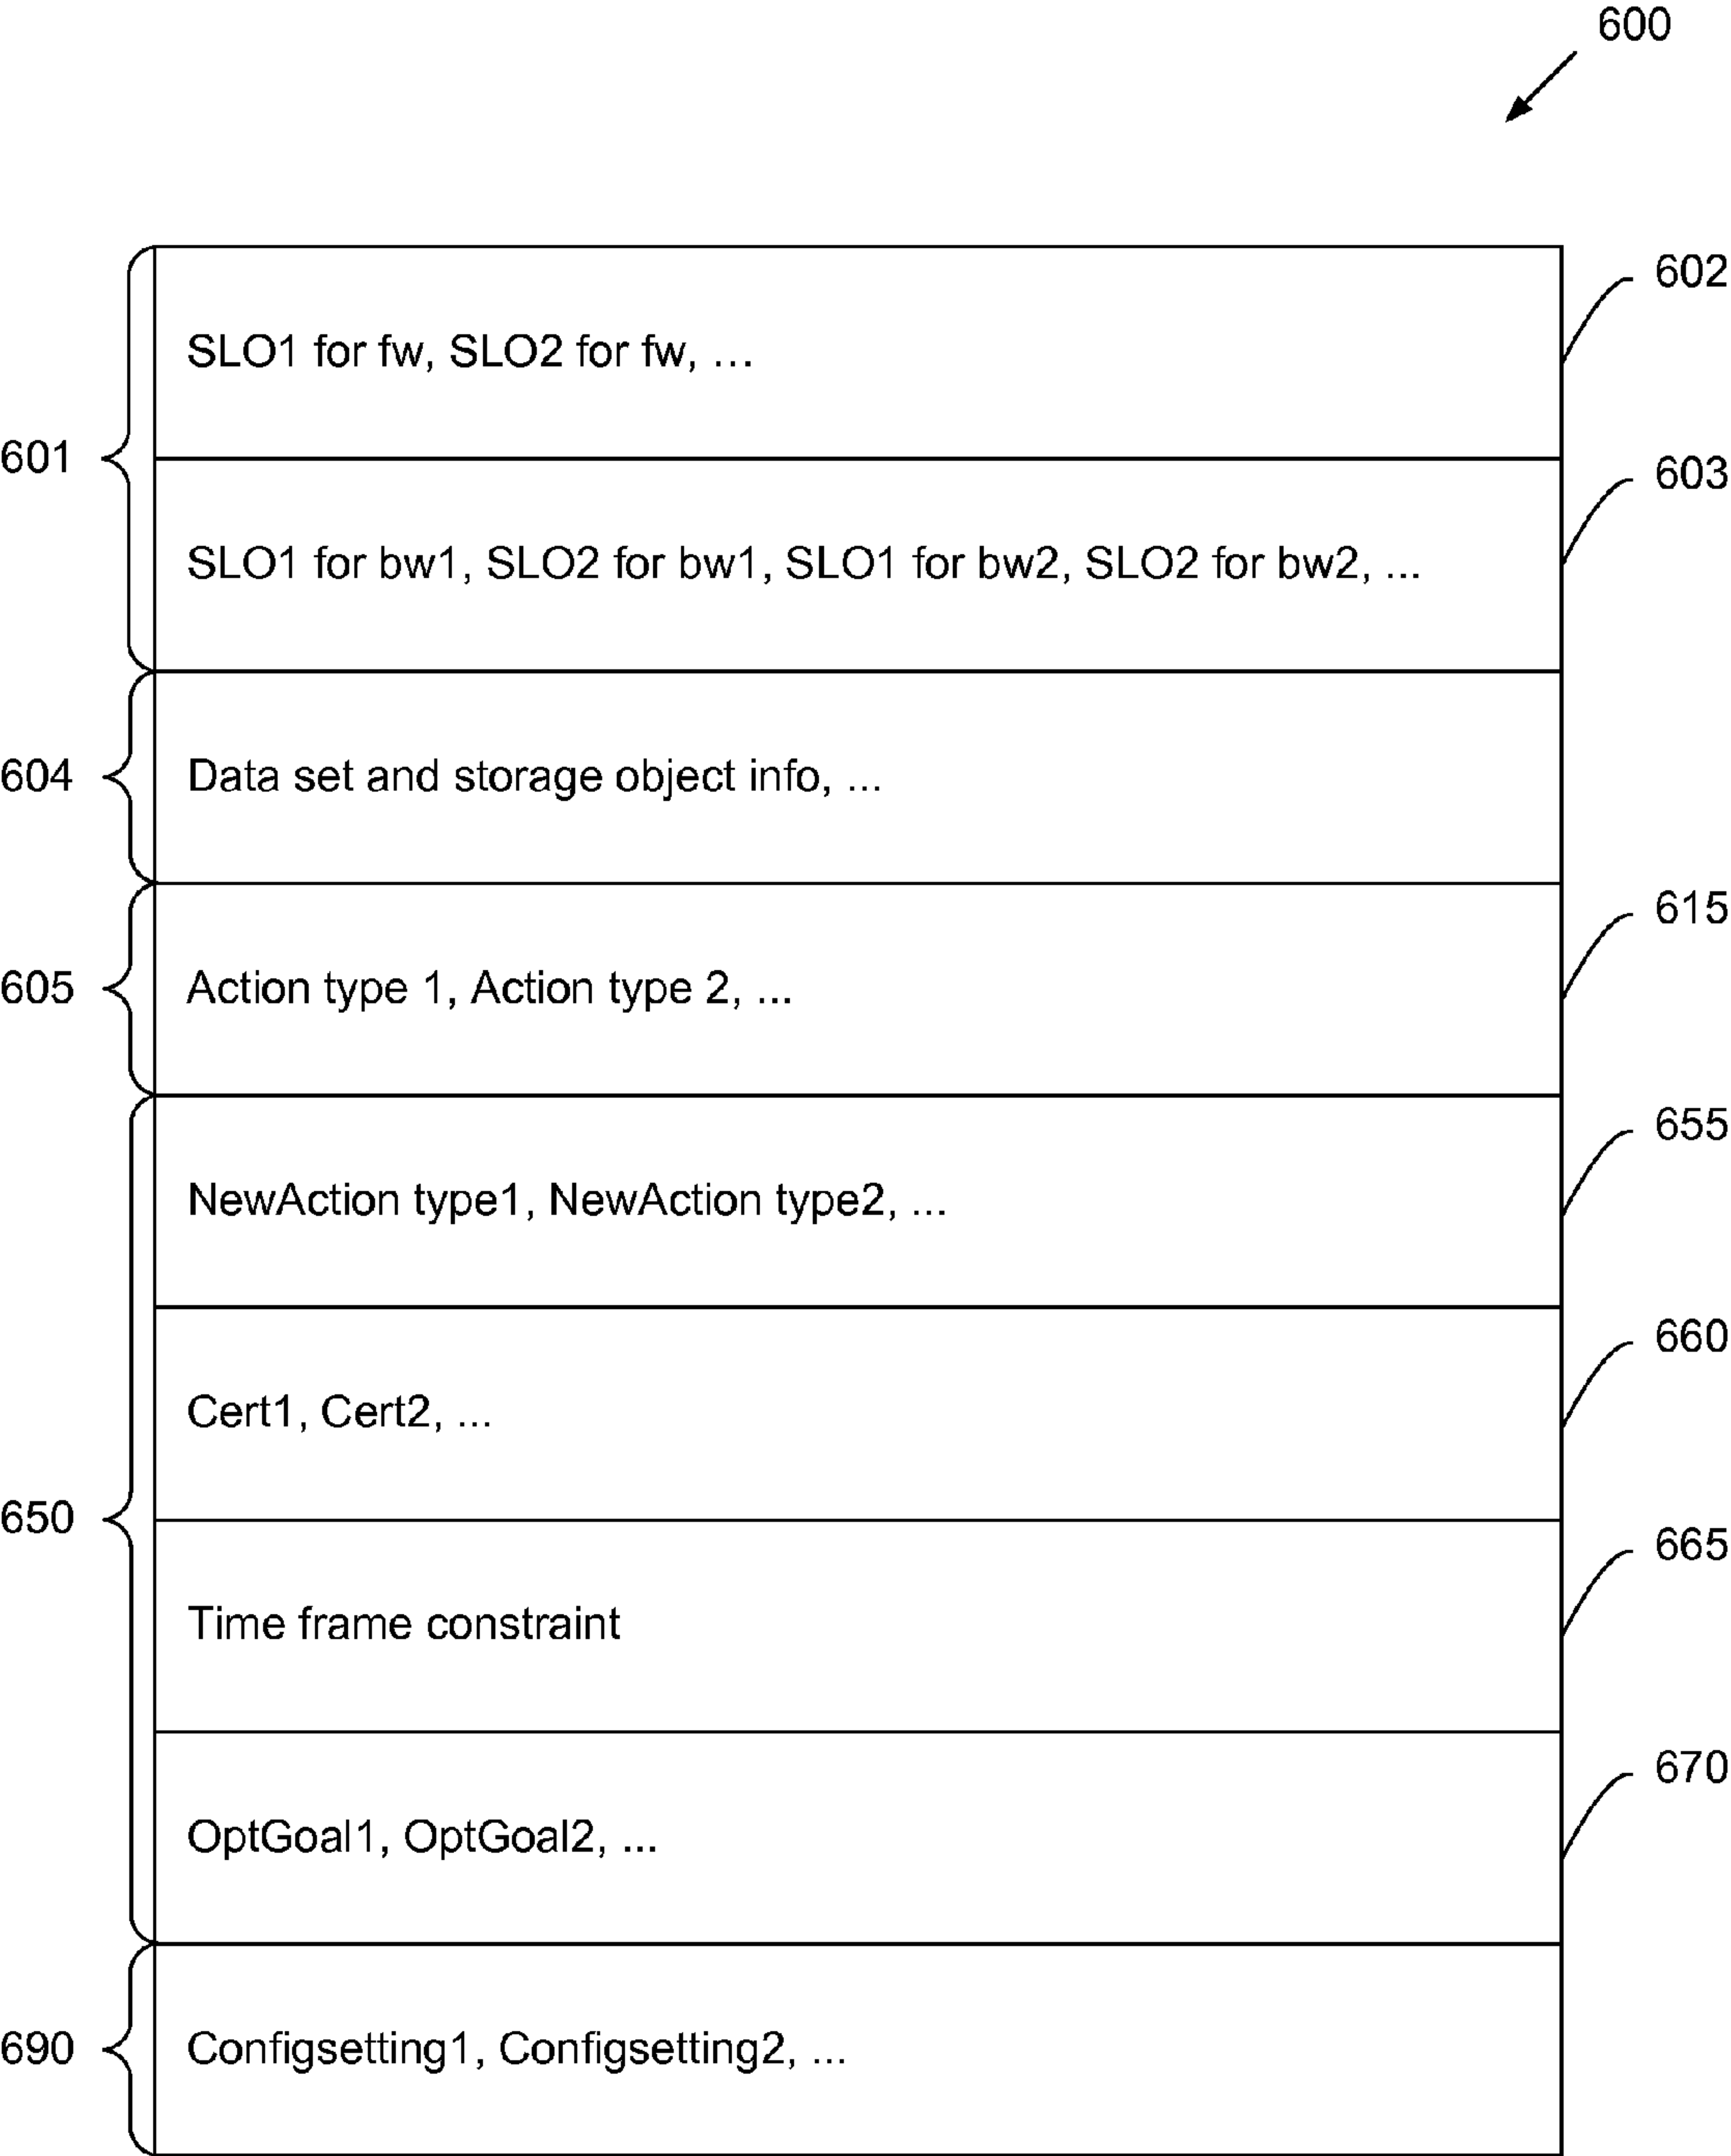 600
602
SLO1 for fw, SLO2 for fw, ...
601
603
SLO1 for bw1, SLO2 for bw1, SLO1 for bw2, SLO2 for bw2, ...
604
Data set and storage object info, ...
615
605
Action type 1, Action type 2, ...
655
NewAction type1, NewAction type2, ...
660
Cert1, Cert2, ...
650
665
Time frame constraint
670
OptGoal1, OptGoal2, ...
690
Configsetting1, Configsetting2, ...